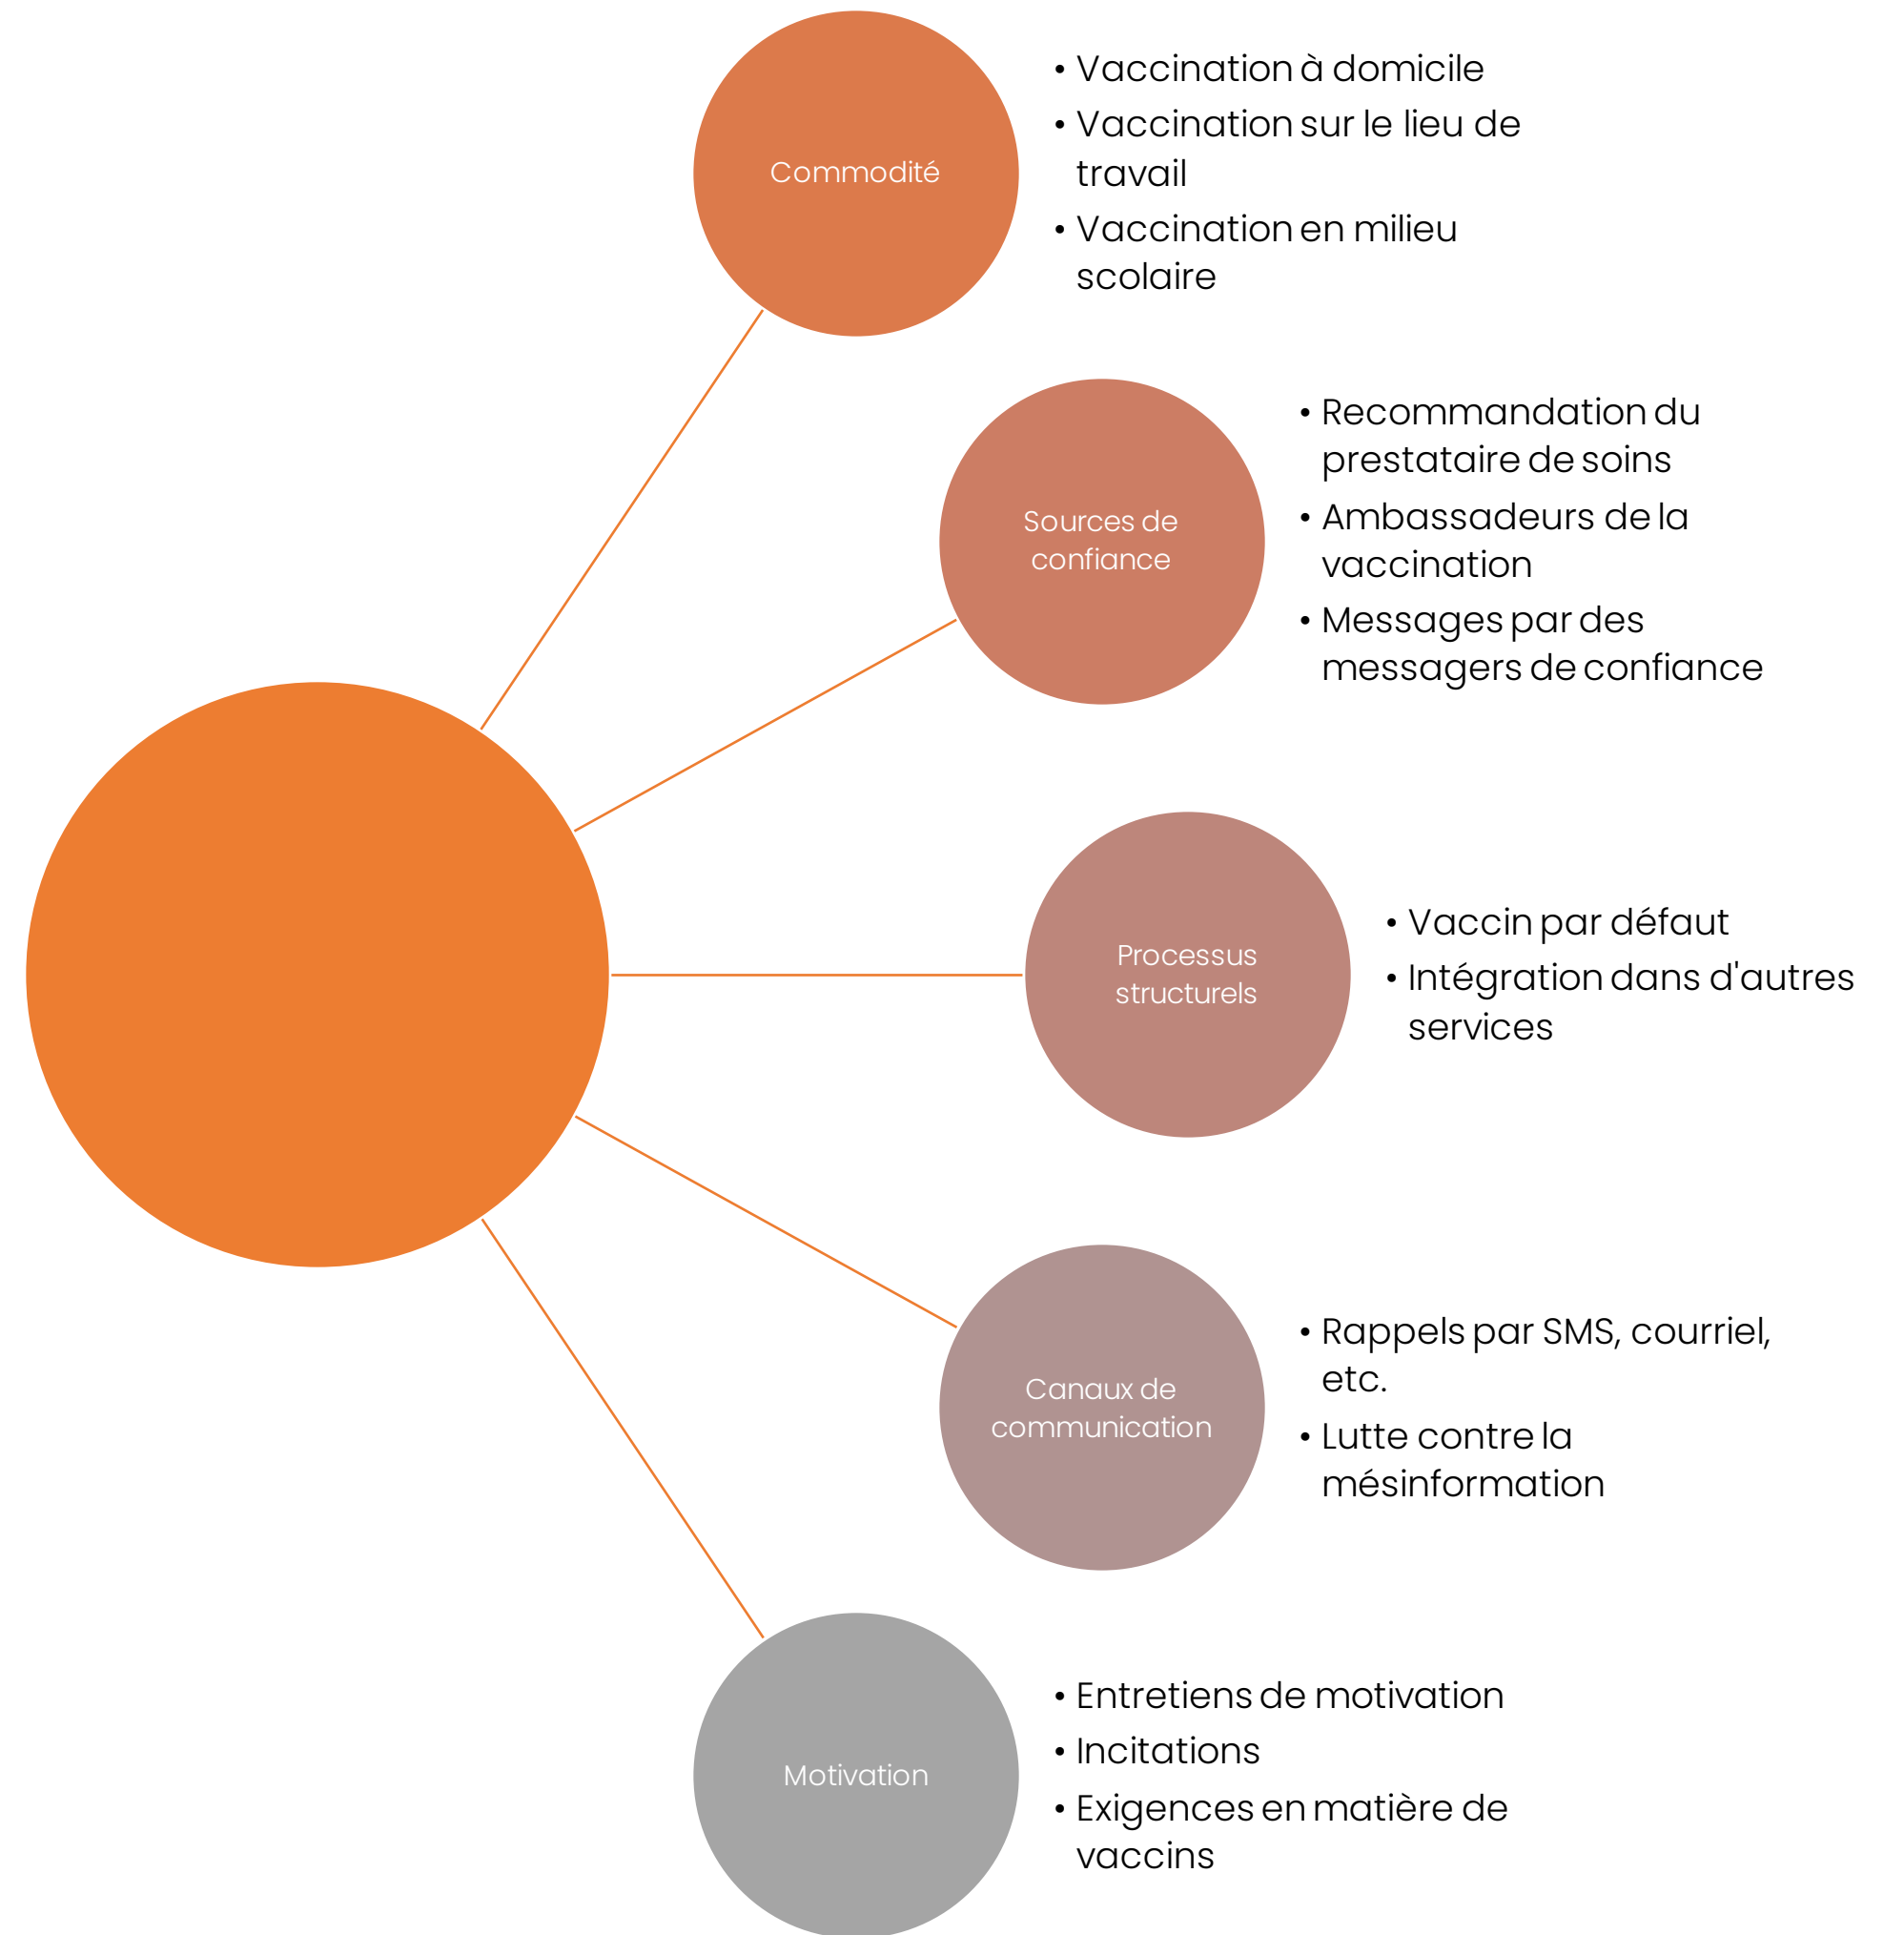 Commodité
• Vaccination à domicile
• Vaccination sur le lieu de
travail
• Vaccination en milieu
scolaire
Sources de
confiance
• Recommandation du
prestataire de soins
• Ambassadeurs de la
vaccination
• Messages par des
messagers de confiance
Processus
structurels
• Vaccin par défaut
• Intégration dans d'autres
services
Canaux de
communication
• Rappels par SMS, courriel,
etc.
• Lutte contre la
mésinformation
Motivation
• Entretiens de motivation
• Incitations
• Exigences en matière de
vaccins